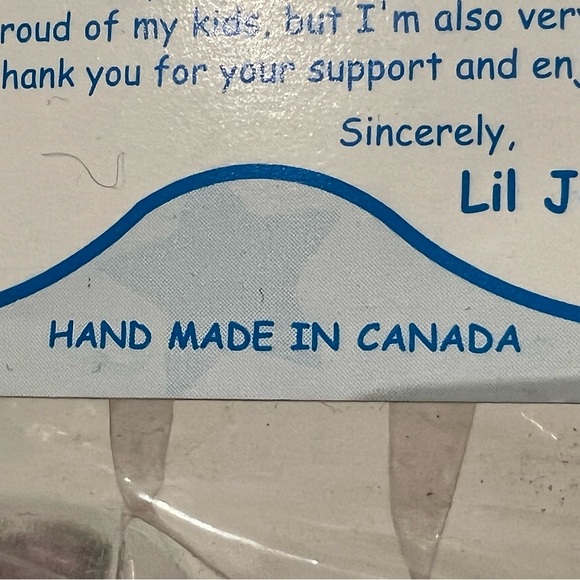 roud of my kids, but I'm also very
hank you for your support and en
Sincerely,
Lil J
HAND MADE IN CANADA